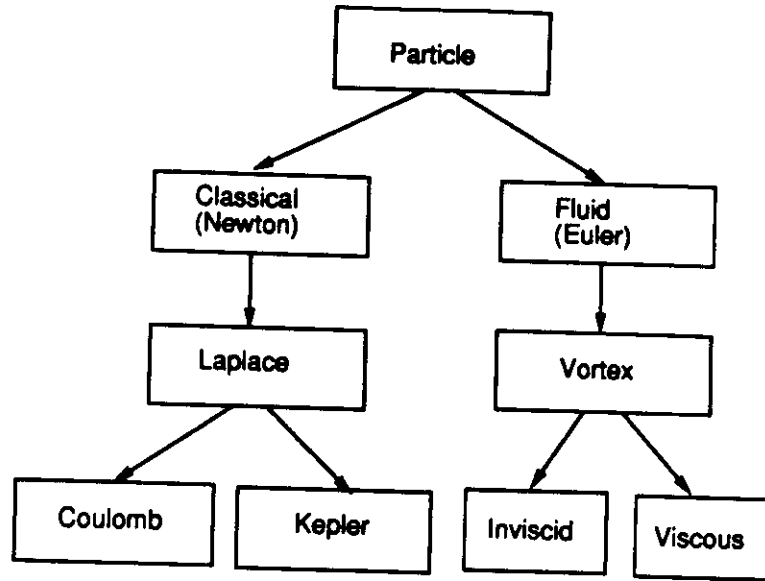 Particle
Classical
(Newton)
Fluid
(Euler)
Laplace
Vortex
Coulomb
Kepler
Inviscid
Viscous